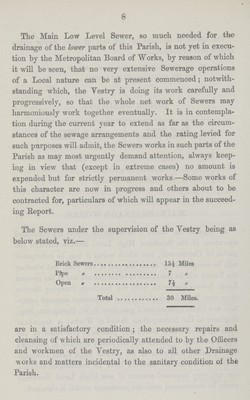 8
The Main Low Level Sewer, so much needed for the
drainage of the lower parts of this Parish, is not yet in execu-
tion by the Metropolitan Board of Works, by reason of which
it will be seen, that no very extensive Sewerage operations
of a Local nature can be at present commenced; notwith-
standing which, the Vestry is doing its work carefully and
progressively, so that the whole net work of Sewers may
harmoniously work together eventually. It is in contempla-
tion during the current year to extend as far as the circum-
stances of the sewage arrangements and the rating levied for
such purposes will admit, the Sewers works in such parts of the
Parish as may most urgently demand attention, always keep-
ing in view that (except in extreme cases) no amount is
expended but for strictly permanent works.—Some works of
this character are now in progress and others about to be
contracted for, particulars of which will appear in the succeed-
ing Report.
The Sewers under the supervision of the Vestry being as
below stated, viz.—
Brick Sewers.................. 15½ Miles
Pipe „ .................. 7 „
Open „ .................. 7½ „
Total ............ 30 Miles.
are in a satisfactory condition; the necessary repairs and
cleansing of which are periodically attended to by the Officers
and workmen of the Vestry, as also to all other Drainage
works and matters incidental to the sanitary condition of the
Parish.